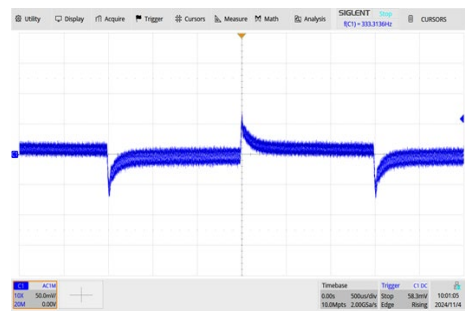 Utility Display Acquire Trigger Cursors Measure Math Analysis SIGLENT Stop CURSORS
f(C1) = 333.3136Hz
C1
C1 AC1M Timebase Trigger C1 DC
10X 50.0mV/ 0.00s 500us/div Stop 58.3mV 10:01:05
20M 0.00V 10.0Mpts 2.00GSa/s Edge Rising 2024/11/4